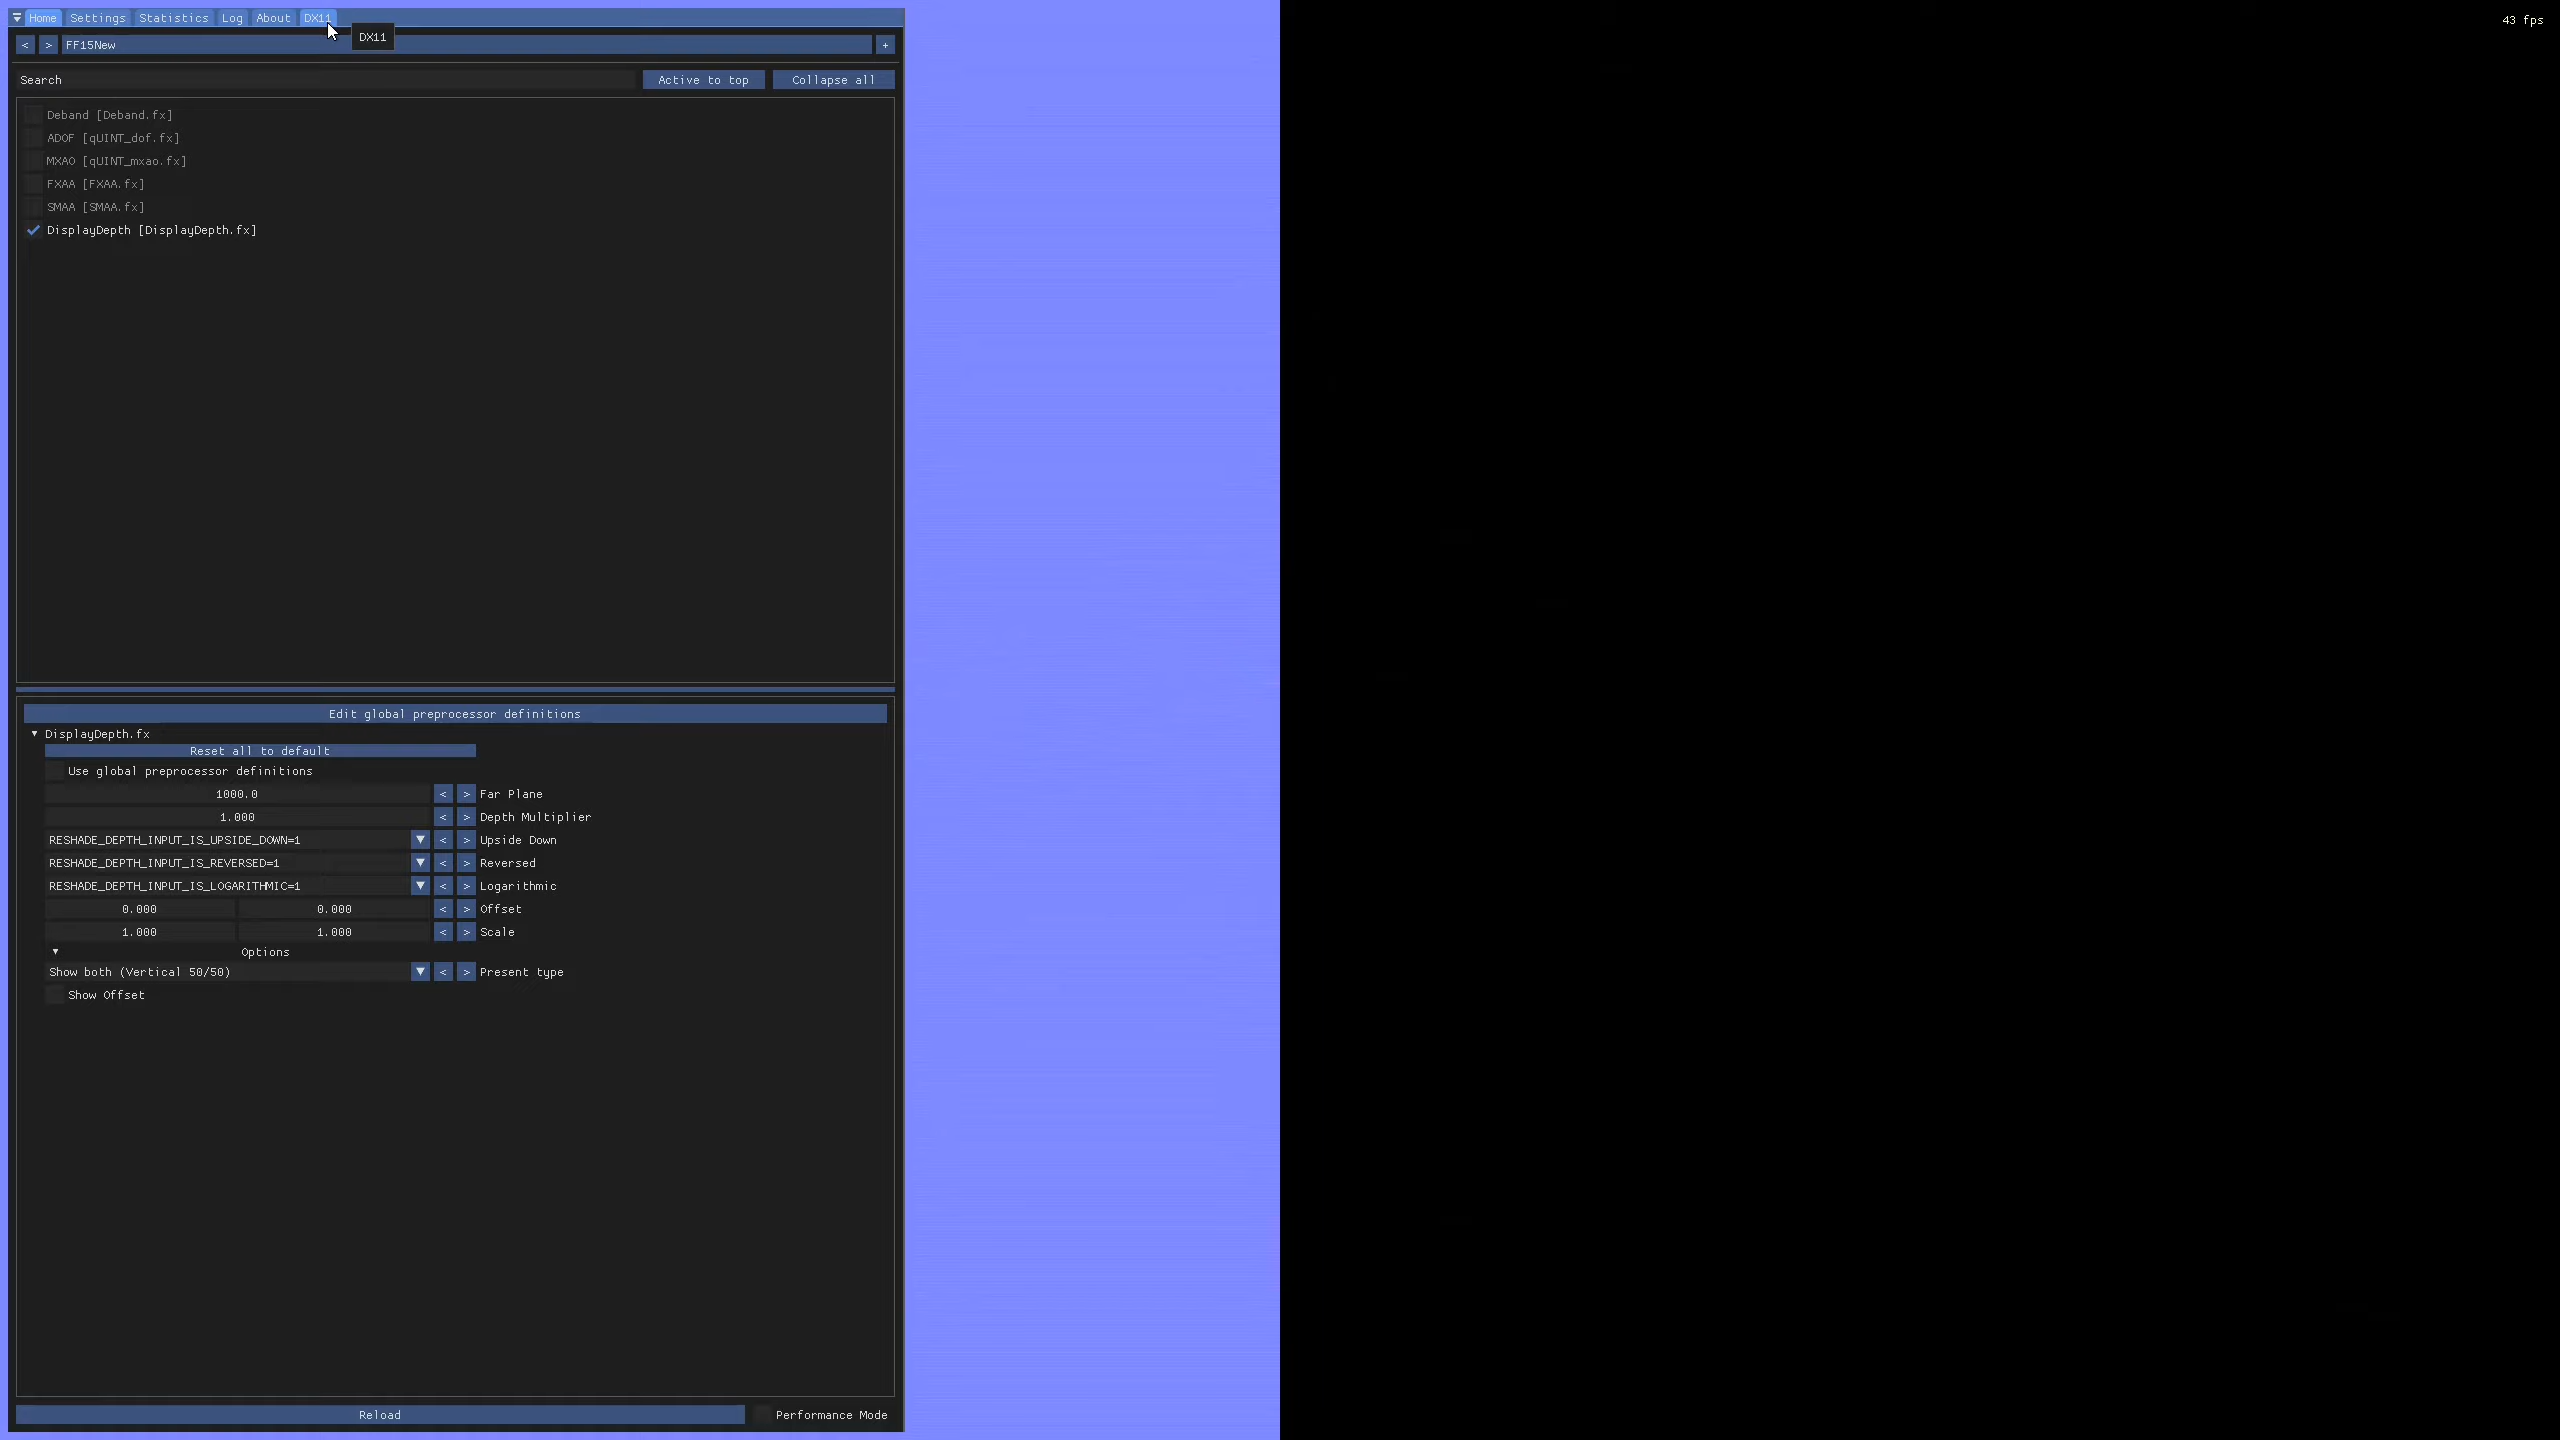 Home Settings Statistics Log About DX11
43 fps
DX11
< > FF15New +
Search Active to top Collapse all
Deband [Deband.fx]
ADOF [qUINT_dof.fx]
MXAO [qUINT_mxao.fx]
FXAA [FXAA.fx]
SMAA [SMAA.fx]
DisplayDepth [DisplayDepth.fx]
Edit global preprocessor definitions
DisplayDepth.fx
Reset all to default
Use global preprocessor definitions
1000.0 < > Far Plane
1.000 < > Depth Multiplier
RESHADE_DEPTH_INPUT_IS_UPSIDE_DOWN=1 < > Upside Down
RESHADE_DEPTH_INPUT_IS_REVERSED=1 < > Reversed
RESHADE_DEPTH_INPUT_IS_LOGARITHMIC=1 < > Logarithmic
0.000 0.000 < > Offset
1.000 1.000 < > Scale
Options
Show both (Vertical 50/50) < > Present type
Show Offset
Reload Performance Mode